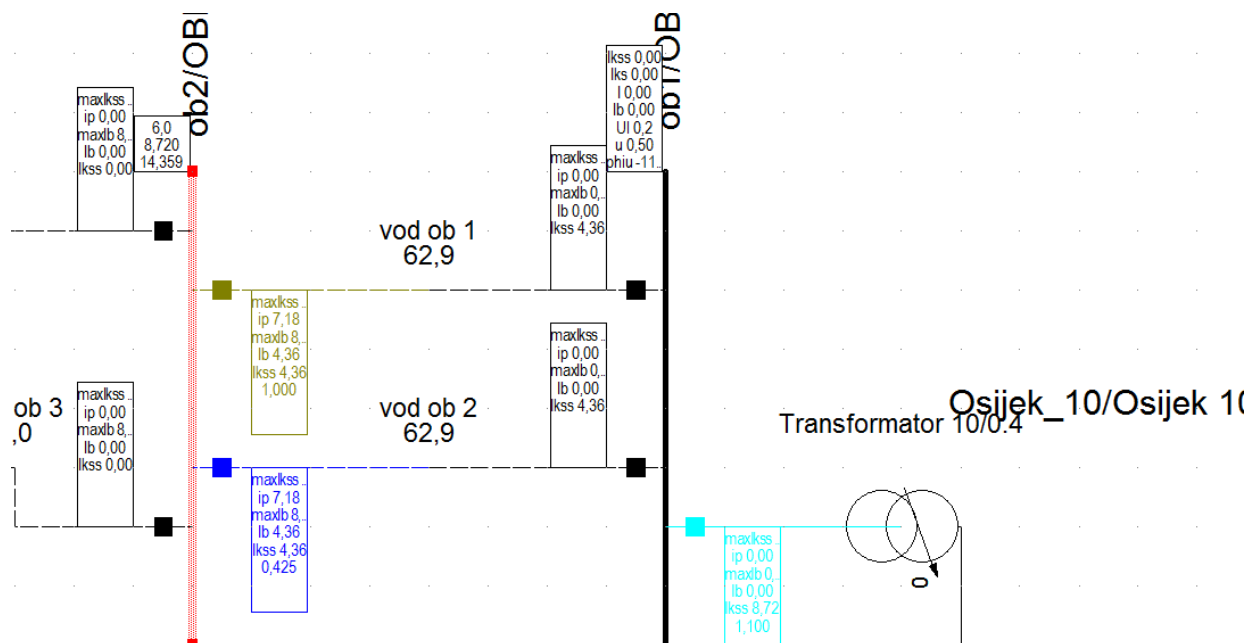 ob2/OB
ob1/OB
maxIkss ..
ip 0,00
maxIb 8,..
Ib 0,00
Ikss 0,00
6,0
8,720
14,359
Ikss 0,00
Iks 0,00
I 0,00
Ib 0,00
Ul 0,2
u 0,50
phiu -11..
maxIkss ..
ip 0,00
maxIb 0,..
Ib 0,00
Ikss 4,36
vod ob 1
62,9
maxIkss ..
ip 7,18
maxIb 8,..
Ib 4,36
Ikss 4,36
1,000
maxIkss ..
ip 0,00
maxIb 0,..
Ib 0,00
Ikss 4,36
ob 3
,0
maxIkss ..
ip 0,00
maxIb 8,..
Ib 0,00
Ikss 0,00
vod ob 2
62,9
Osijek_10/Osijek 10
Transformator 10/0.4
maxIkss ..
ip 7,18
maxIb 8,..
Ib 4,36
Ikss 4,36
0,425
maxIkss ..
ip 0,00
maxIb 0,..
Ib 0,00
Ikss 8,72
1,100
0